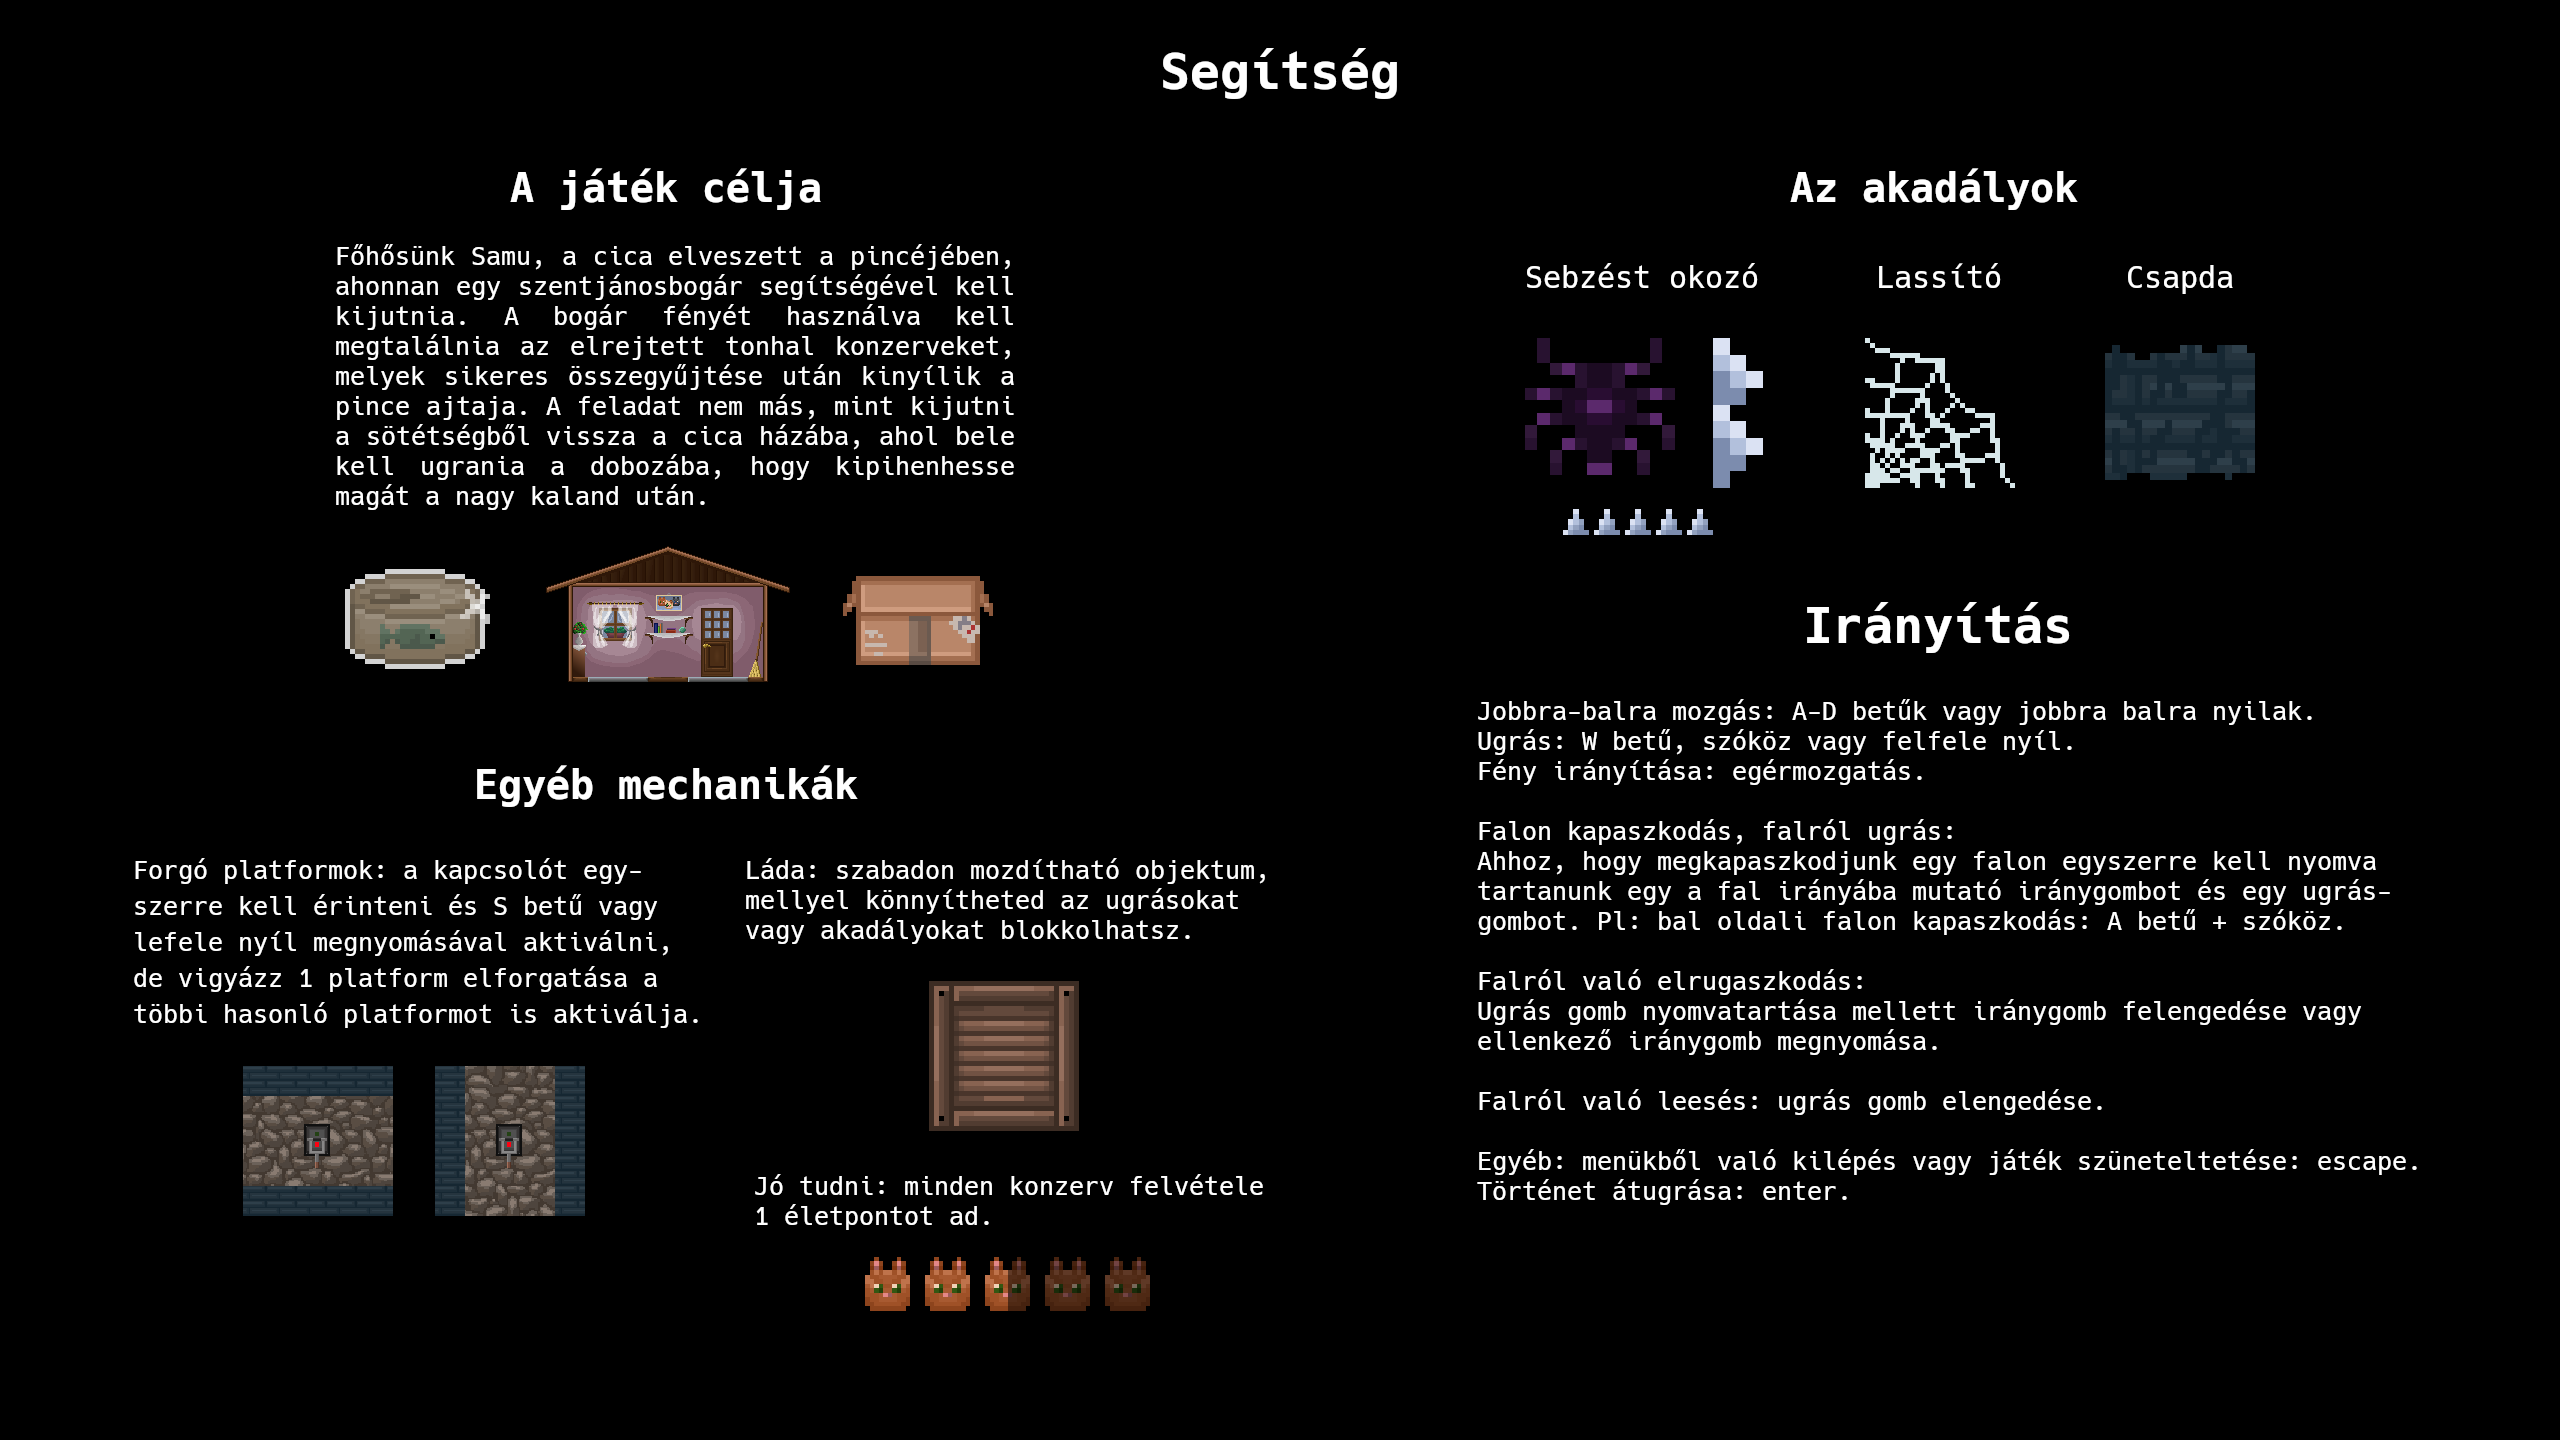 Segítség
A játék célja
Főhősünk Samu, a cica elveszett a pincéjében,
ahonnan egy szentjánosbogár segítségével kell
kijutnia. A bogár fényét használva kell
megtalálnia az elrejtett tonhal konzerveket,
melyek sikeres összegyűjtése után kinyílik a
pince ajtaja. A feladat nem más, mint kijutni
a sötétségből vissza a cica házába, ahol bele
kell ugrania a dobozába, hogy kipihenhesse
magát a nagy kaland után.
Egyéb mechanikák
Forgó platformok: a kapcsolót egy-
szerre kell érinteni és S betű vagy
lefele nyíl megnyomásával aktiválni,
de vigyázz 1 platform elforgatása a
többi hasonló platformot is aktiválja.
Láda: szabadon mozdítható objektum,
mellyel könnyítheted az ugrásokat
vagy akadályokat blokkolhatsz.
Jó tudni: minden konzerv felvétele
1 életpontot ad.
Az akadályok
Sebzést okozó
Lassító
Csapda
Irányítás
Jobbra-balra mozgás: A-D betűk vagy jobbra balra nyilak.
Ugrás: W betű, szóköz vagy felfele nyíl.
Fény irányítása: egérmozgatás.
Falon kapaszkodás, falról ugrás:
Ahhoz, hogy megkapaszkodjunk egy falon egyszerre kell nyomva
tartanunk egy a fal irányába mutató iránygombot és egy ugrás-
gombot. Pl: bal oldali falon kapaszkodás: A betű + szóköz.
Falról való elrugaszkodás:
Ugrás gomb nyomvatartása mellett iránygomb felengedése vagy
ellenkező iránygomb megnyomása.
Falról való leesés: ugrás gomb elengedése.
Egyéb: menükből való kilépés vagy játék szüneteltetése: escape.
Történet átugrása: enter.